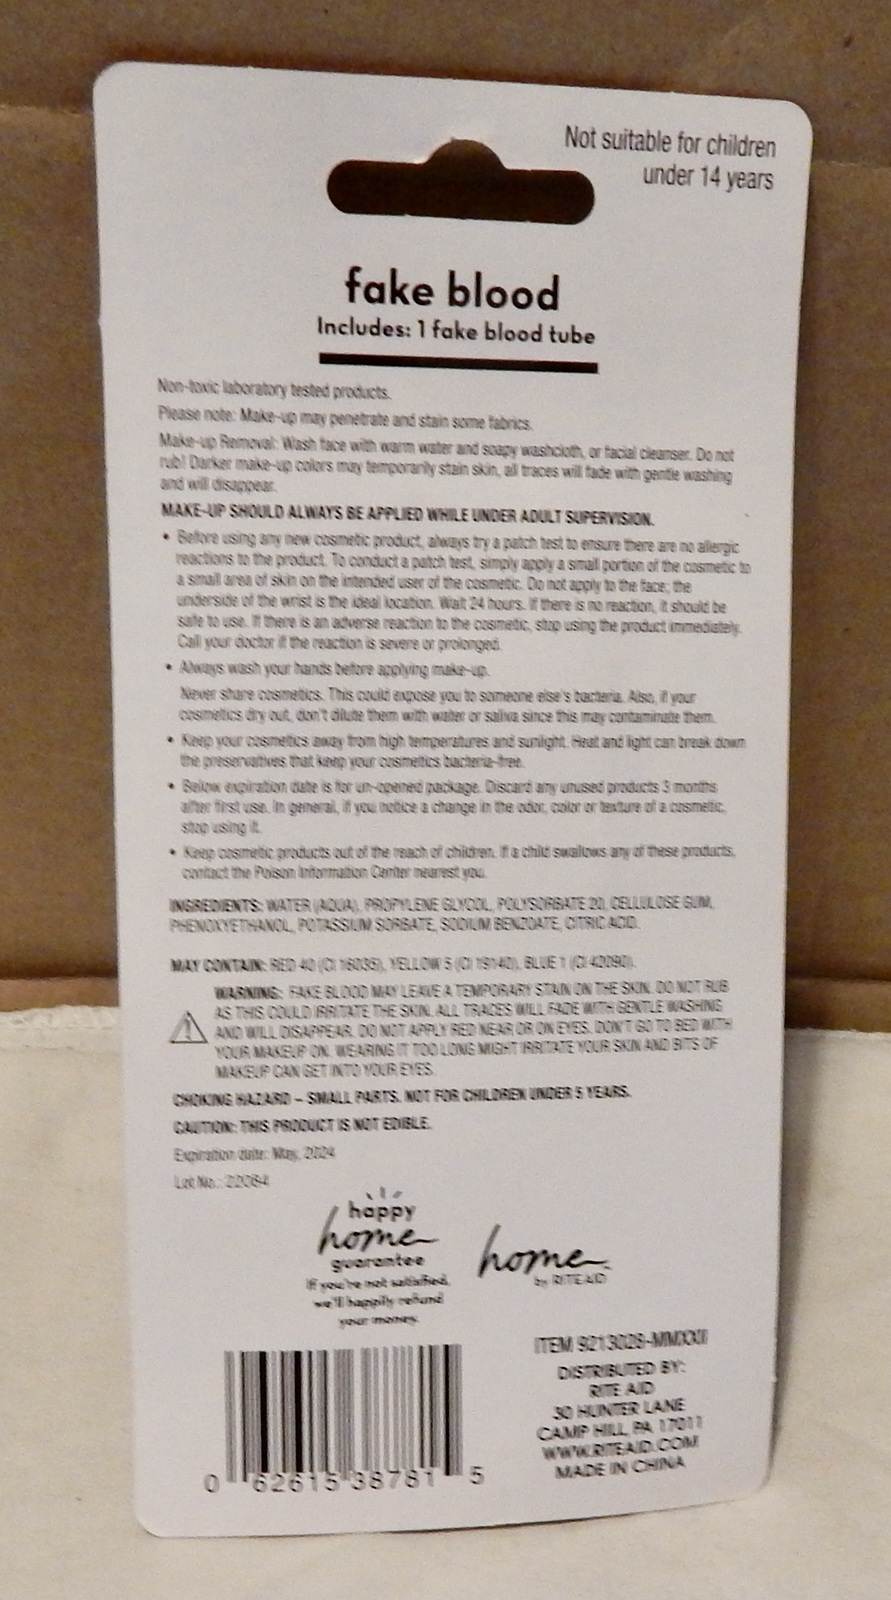 Not suitable for children
under 14 years
fake blood
Includes: 1 fake blood tube
Non-toxic laboratory tested products.
Please note: Make-up may penetrate and stain some fabrics.
Make-up Removal: Wash face with warm water and soapy washcloth, or facial cleanser. Do not
rub! Darker make-up colors may temporarily stain skin, all traces will fade with gentle washing
and will disappear.
MAKE-UP SHOULD ALWAYS BE APPLIED WHILE UNDER ADULT SUPERVISION.
• Before using any new cosmetic product, always try a patch test to ensure there are no allergic
reactions to the product. To conduct a patch test, simply apply a small portion of the cosmetic to
a small area of skin on the intended user of the cosmetic. Do not apply to the face; the
underside of the wrist is the ideal location. Wait 24 hours. If there is no reaction, it should be
safe to use. If there is an adverse reaction to the cosmetic, stop using the product immediately.
Call your doctor if the reaction is severe or prolonged.
• Always wash your hands before applying make-up.
Never share cosmetics. This could expose you to someone else's bacteria. Also, if your
cosmetics dry out, don't dilute them with water or saliva since this may contaminate them.
• Keep your cosmetics away from high temperatures and sunlight. Heat and light can break down
the preservatives that keep your cosmetics bacteria-free.
• Below expiration date is for un-opened package. Discard any unused products 3 months
after first use. In general, if you notice a change in the odor, color or texture of a cosmetic,
stop using it.
• Keep cosmetic products out of the reach of children. If a child swallows any of these products,
contact the Poison Information Center nearest you.
INGREDIENTS: WATER (AQUA), PROPYLENE GLYCOL, POLYSORBATE 20, CELLULOSE GUM,
PHENOXYETHANOL, POTASSIUM SORBATE, SODIUM BENZOATE, CITRIC ACID.
MAY CONTAIN: RED 40 (CI 16035), YELLOW 5 (CI 19140), BLUE 1 (CI 42090).
WARNING: FAKE BLOOD MAY LEAVE A TEMPORARY STAIN ON THE SKIN. DO NOT RUB
AS THIS COULD IRRITATE THE SKIN. ALL TRACES WILL FADE WITH GENTLE WASHING
AND WILL DISAPPEAR. DO NOT APPLY RED NEAR OR ON EYES. DON'T GO TO BED WITH
YOUR MAKEUP ON. WEARING IT TOO LONG MIGHT IRRITATE YOUR SKIN AND BITS OF
MAKEUP CAN GET INTO YOUR EYES.
CHOKING HAZARD – SMALL PARTS. NOT FOR CHILDREN UNDER 5 YEARS.
CAUTION: THIS PRODUCT IS NOT EDIBLE.
Expiration date: May, 2024
Lot No.: 22084
happy
home
guarantee
If you're not satisfied,
we'll happily refund
your money.
home
by RITE AID
ITEM 9213028-MMXXII
DISTRIBUTED BY:
RITE AID
30 HUNTER LANE
CAMP HILL, PA 17011
WWW.RITEAID.COM
MADE IN CHINA
0 62615 38781 5